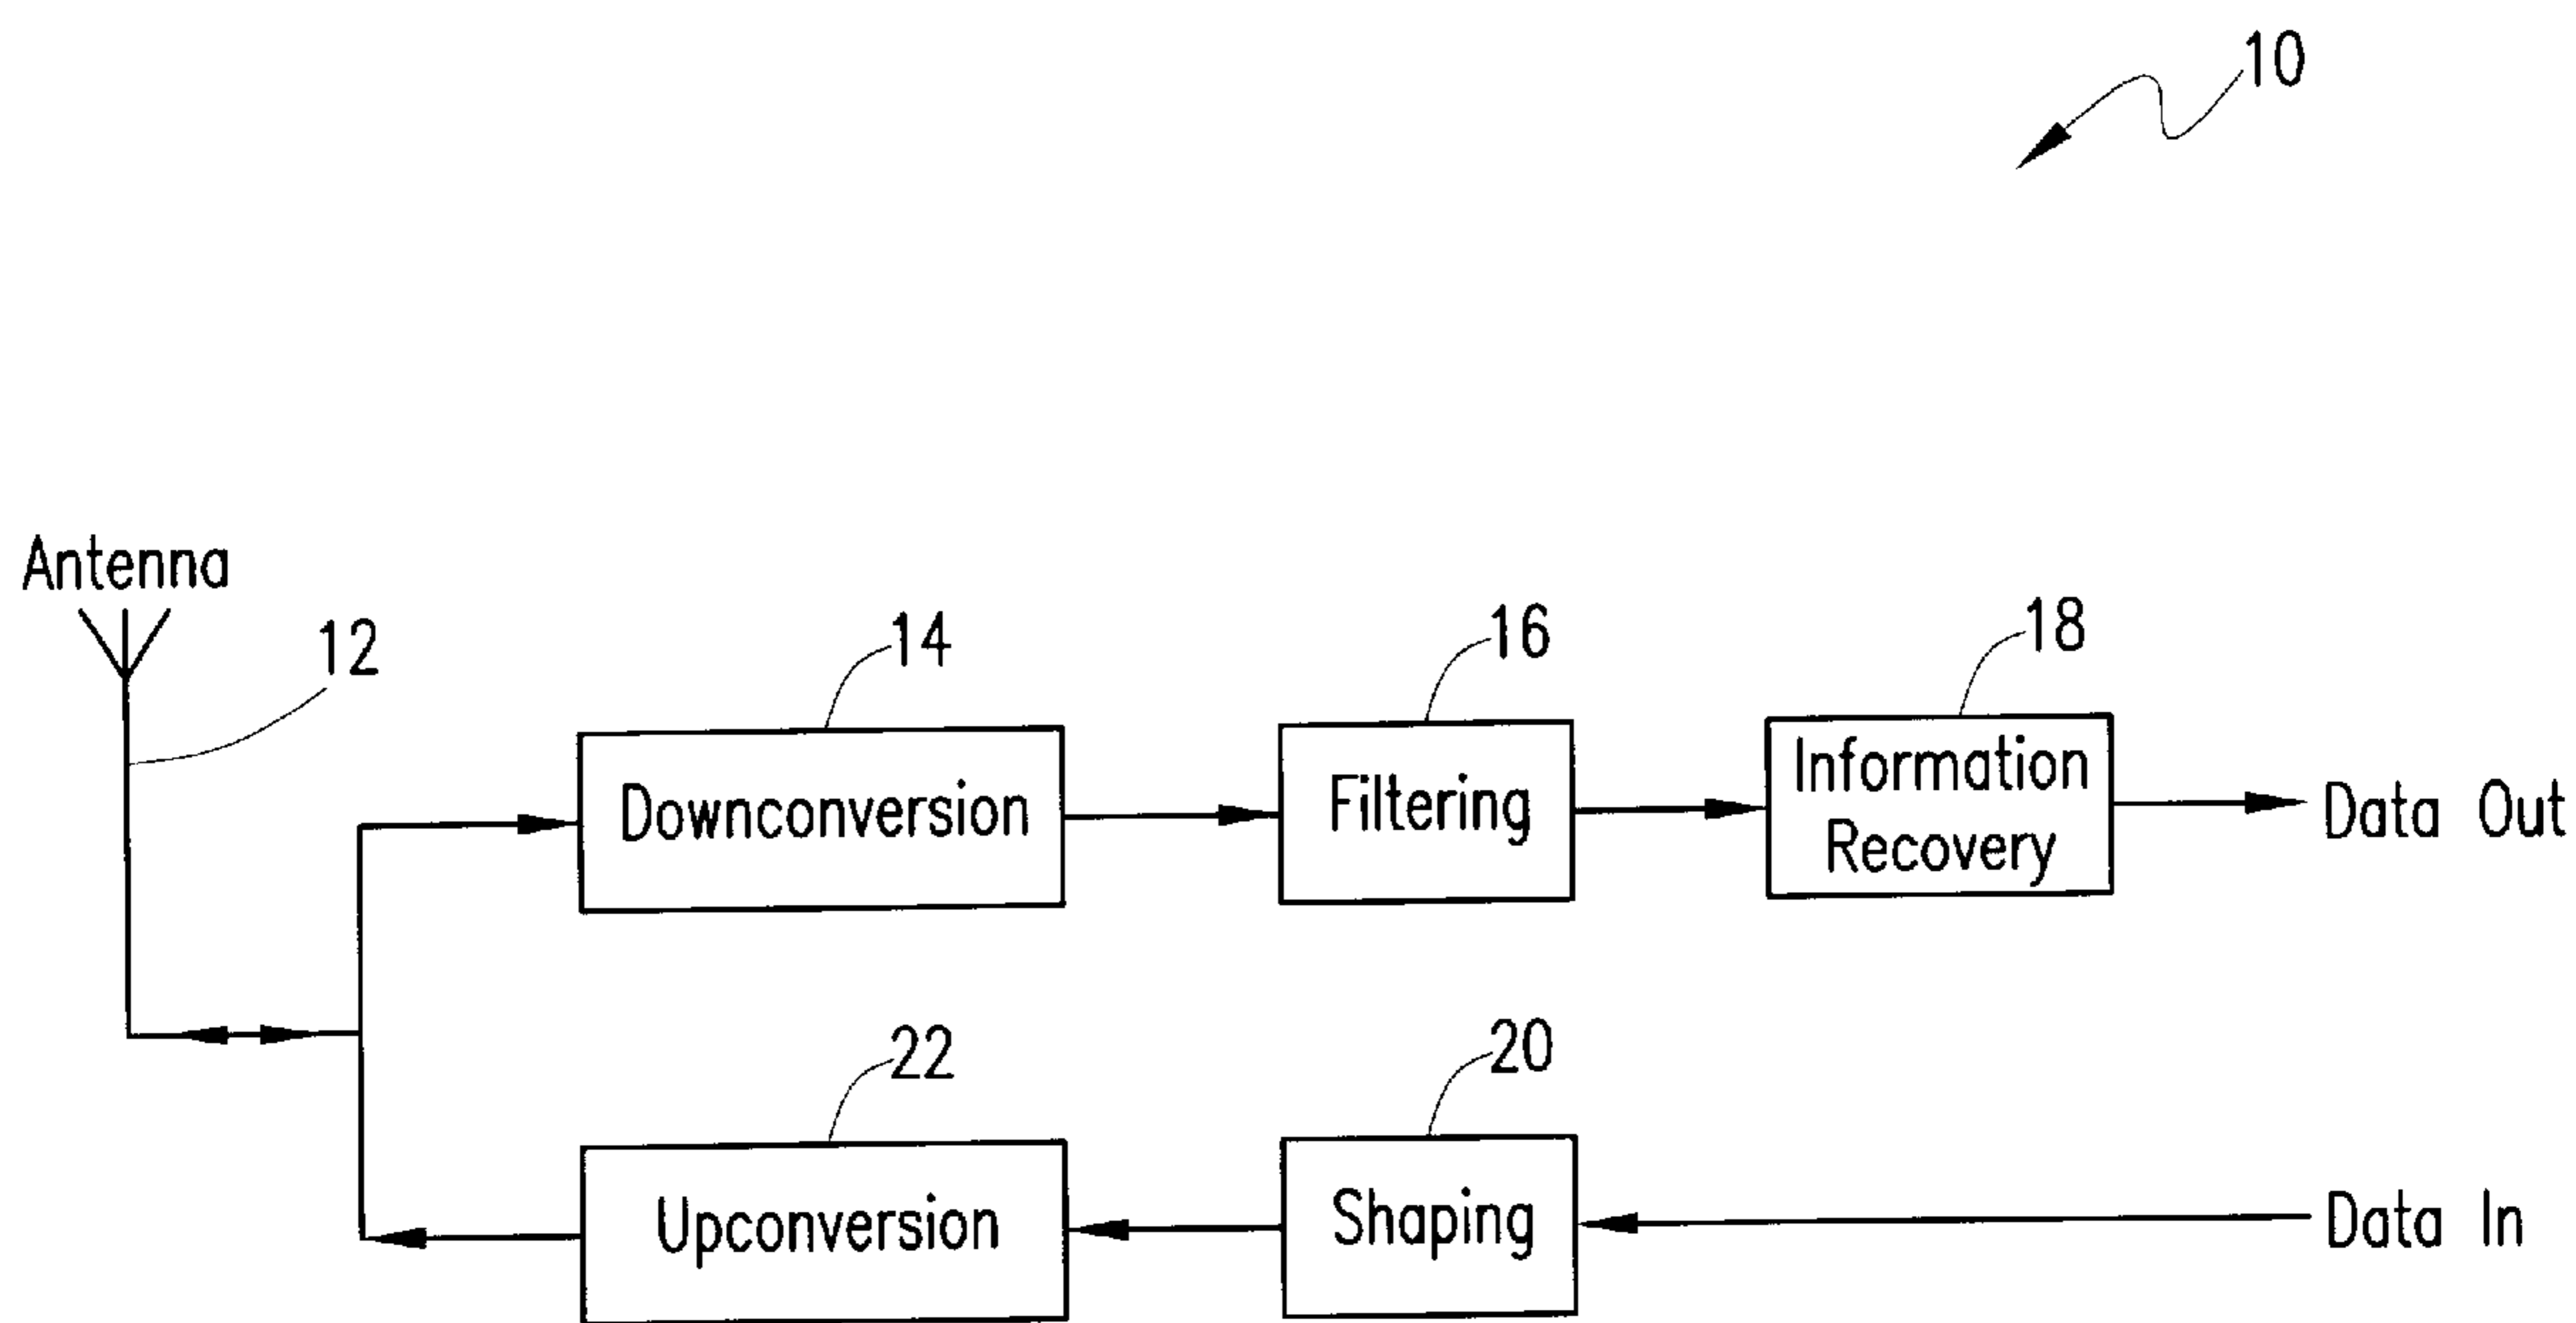 10
Antenna
12
14
16
18
Downconversion
Filtering
Information
Recovery
Data Out
22
20
Upconversion
Shaping
Data In